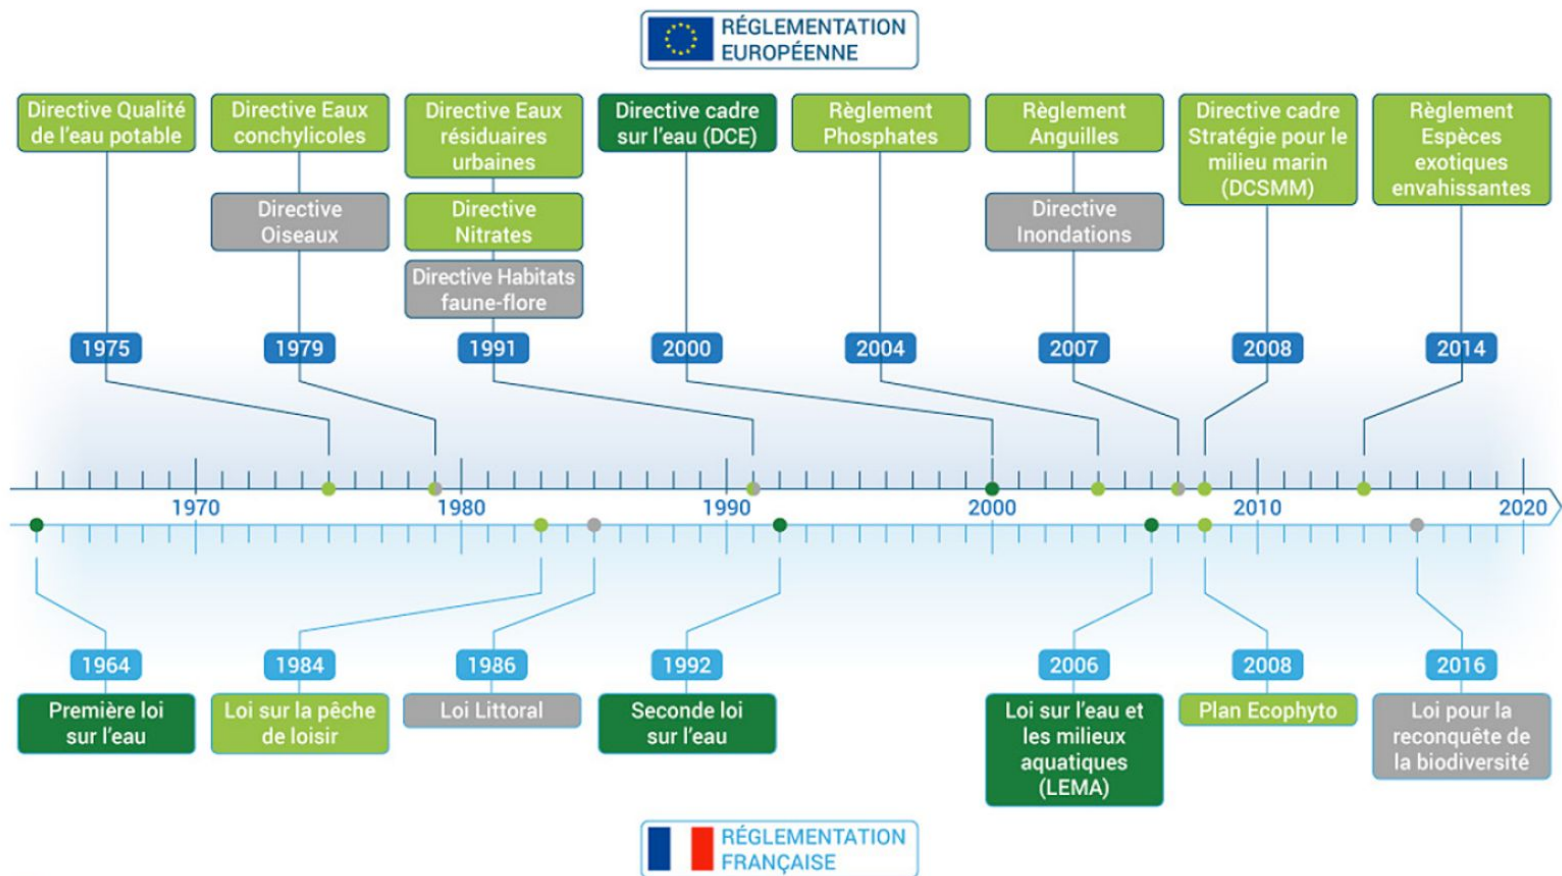 RÉGLEMENTATION
EUROPÉENNE
Directive Qualité
de l'eau potable
Directive Eaux
conchylicoles
Directive Eaux
résiduaires
urbaines
Directive cadre
sur l'eau (DCE)
Règlement
Phosphates
Règlement
Anguilles
Directive cadre
Stratégie pour le
milieu marin
(DCSMM)
Règlement
Espèces
exotiques
envahissantes
Directive
Oiseaux
Directive
Nitrates
Directive
Inondations
Directive Habitats
faune-flore
1975
1979
1991
2000
2004
2007
2008
2014
1970
1980
1990
2000
2010
2020
1964
1984
1986
1992
2006
2008
2016
Première loi
sur l'eau
Loi sur la pêche
de loisir
Loi Littoral
Seconde loi
sur l'eau
Loi sur l'eau et
les milieux
aquatiques
(LEMA)
Plan Ecophyto
Loi pour la
reconquête de
la biodiversité
RÉGLEMENTATION
FRANÇAISE